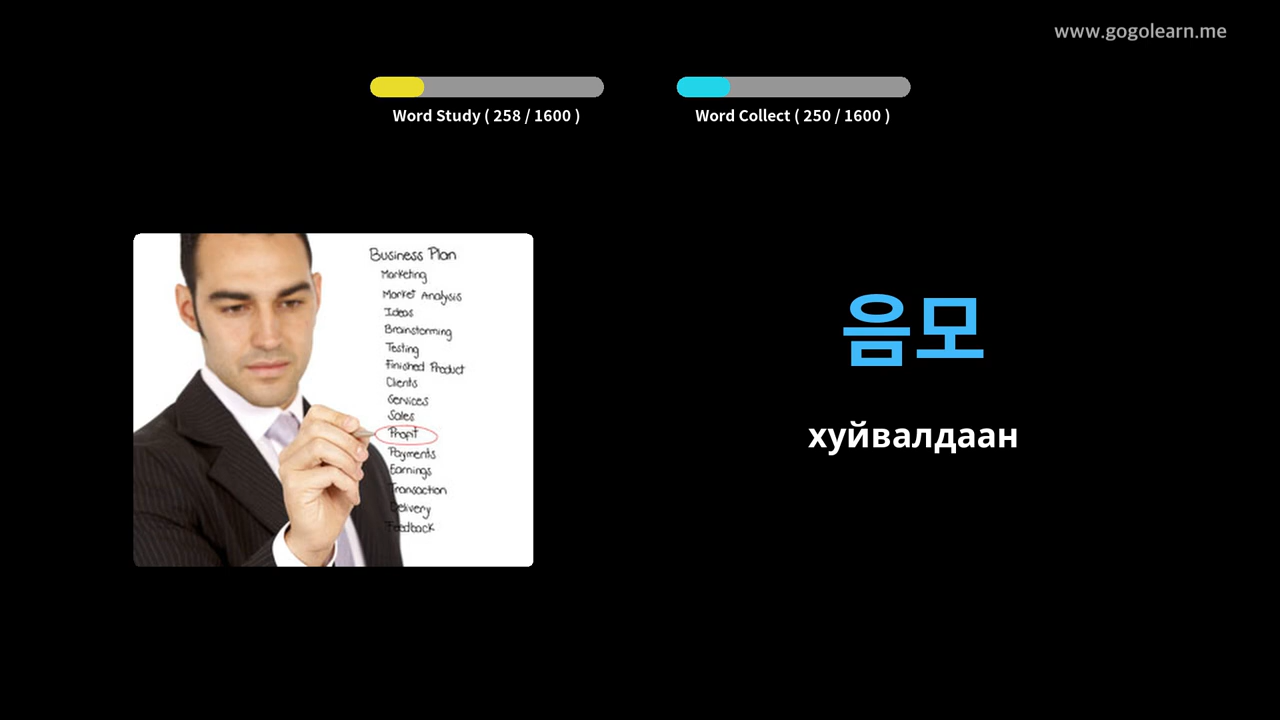 www.gogolearn.me
Word Study ( 258 / 1600 )
Word Collect ( 250 / 1600 )
Business Plan
Marketing
Market Analysis
Ideas
Brainstorming
Testing
Finished Product
Clients
Services
Sales
Profit
Payments
Earnings
Transaction
Delivery
Feedback
음모
хуйвалдаан